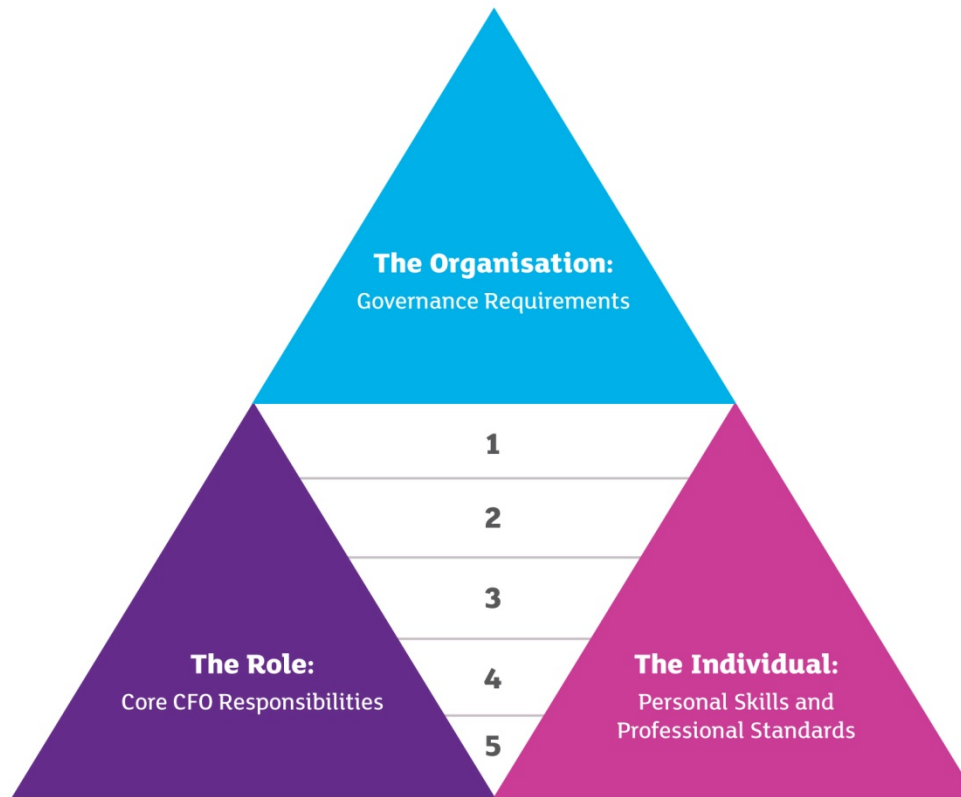 The Organisation:
Governance Requirements
1
2
3
4
5
The Role:
Core CFO Responsibilities
The Individual:
Personal Skills and
Professional Standards